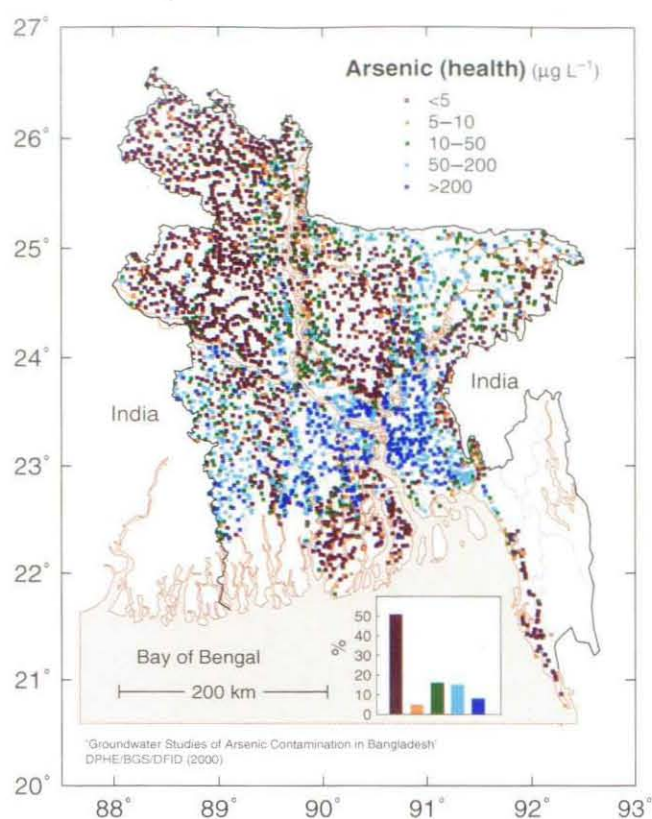 27°
26°
25°
24°
23°
22°
21°
20°
Arsenic (health) (µg L⁻¹)
<5
5–10
10–50
50–200
>200
India
India
Bay of Bengal
200 km
%
50
40
30
20
10
0
'Groundwater Studies of Arsenic Contamination in Bangladesh'
DPHE/BGS/DFID (2000)
88° 89° 90° 91° 92° 93°